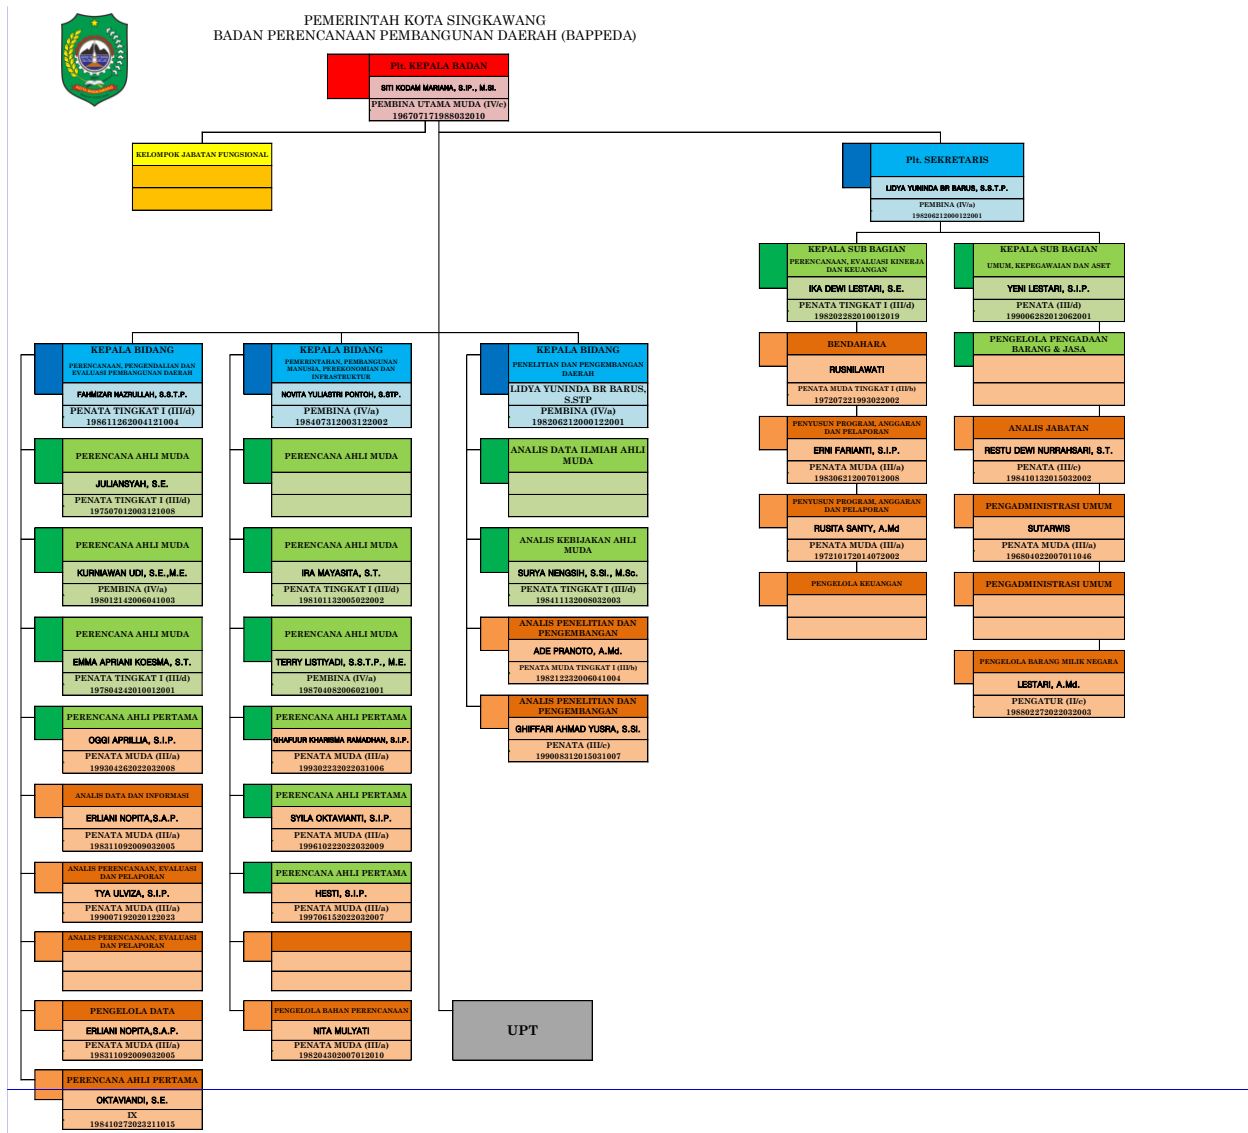 PEMERINTAH KOTA SINGKAWANG
BADAN PERENCANAAN PEMBANGUNAN DAERAH (BAPPEDA)
Plt. KEPALA BADAN
SITI KODAM MARIANA, S.IP., M.SI.
PEMBINA UTAMA MUDA (IV/c)
196707171988032010
KELOMPOK JABATAN FUNGSIONAL
Plt. SEKRETARIS
LIDYA YUNINDA BR BARUS, S.S.T.P.
PEMBINA (IV/a)
198206212000122001
KEPALA SUB BAGIAN
PERENCANAAN, EVALUASI KINERJA
DAN KEUANGAN
IKA DEWI LESTARI, S.E.
PENATA TINGKAT I (III/d)
198202282010012019
BENDAHARA
RUSNILAWATI
PENATA MUDA TINGKAT I (III/b)
197207221993022002
PENYUSUN PROGRAM, ANGGARAN
DAN PELAPORAN
ERNI FARIANTI, S.I.P.
PENATA MUDA (III/a)
198306212007012008
PENYUSUN PROGRAM, ANGGARAN
DAN PELAPORAN
RUSITA SANTY, A.Md
PENATA MUDA (III/a)
197210172014072002
PENGELOLA KEUANGAN
KEPALA SUB BAGIAN
UMUM, KEPEGAWAIAN DAN ASET
YENI LESTARI, S.I.P.
PENATA (III/d)
199006282012062001
PENGELOLA PENGADAAN
BARANG & JASA
ANALIS JABATAN
RESTU DEWI NURRAHSARI, S.T.
PENATA (III/c)
198410132015032002
PENGADMINISTRASI UMUM
SUTARWIS
PENATA MUDA (III/a)
196804022007011046
PENGADMINISTRASI UMUM
PENGELOLA BARANG MILIK NEGARA
LESTARI, A.Md.
PENGATUR (II/c)
198802272022032003
KEPALA BIDANG
PERENCANAAN, PENGENDALIAN DAN
EVALUASI PEMBANGUNAN DAERAH
FAHMIZAR NAZRULLAH, S.S.T.P.
PENATA TINGKAT I (III/d)
198611262004121004
PERENCANA AHLI MUDA
JULIANSYAH, S.E.
PENATA TINGKAT I (III/d)
197507012003121008
PERENCANA AHLI MUDA
KURNIAWAN UDI, S.E.,M.E.
PEMBINA (IV/a)
198012142006041003
PERENCANA AHLI MUDA
EMMA APRIANI KOESMA, S.T.
PENATA TINGKAT I (III/d)
197804242010012001
PERENCANA AHLI PERTAMA
OGGI APRILLIA, S.I.P.
PENATA MUDA (III/a)
199304262022032008
ANALIS DATA DAN INFORMASI
ERLIANI NOPITA,S.A.P.
PENATA MUDA (III/a)
198311092009032005
ANALIS PERENCANAAN, EVALUASI
DAN PELAPORAN
TYA ULVIZA, S.I.P.
PENATA MUDA (III/a)
199007192020122023
ANALIS PERENCANAAN, EVALUASI
DAN PELAPORAN
PENGELOLA DATA
ERLIANI NOPITA,S.A.P.
PENATA MUDA (III/a)
198311092009032005
PERENCANA AHLI PERTAMA
OKTAVIANDI, S.E.
IX
198410272023211015
KEPALA BIDANG
PEMERINTAHAN, PEMBANGUNAN
MANUSIA, PEREKONOMIAN DAN
INFRASTRUKTUR
NOVITA YULIASTRI PONTOH, S.STP.
PEMBINA (IV/a)
198407312003122002
PERENCANA AHLI MUDA
PERENCANA AHLI MUDA
IRA MAYASITA, S.T.
PENATA TINGKAT I (III/d)
198101132005022002
PERENCANA AHLI MUDA
TERRY LISTIYADI, S.S.T.P., M.E.
PEMBINA (IV/a)
198704082006021001
PERENCANA AHLI PERTAMA
GHAFUUR KHARISMA RAMADHAN, S.I.P.
PENATA MUDA (III/a)
199302232022031006
PERENCANA AHLI PERTAMA
SYILA OKTAVIANTI, S.I.P.
PENATA MUDA (III/a)
199610222022032009
PERENCANA AHLI PERTAMA
HESTI, S.I.P.
PENATA MUDA (III/a)
199706152022032007
PENGELOLA BAHAN PERENCANAAN
NITA MULYATI
PENATA MUDA (III/a)
198204302007012010
KEPALA BIDANG
PENELITIAN DAN PENGEMBANGAN
DAERAH
LIDYA YUNINDA BR BARUS,
S.STP
PEMBINA (IV/a)
198206212000122001
ANALIS DATA ILMIAH AHLI
MUDA
ANALIS KEBIJAKAN AHLI
MUDA
SURYA NENGSIH, S.SI., M.Sc.
PENATA TINGKAT I (III/d)
198411132008032003
ANALIS PENELITIAN DAN
PENGEMBANGAN
ADE PRANOTO, A.Md.
PENATA MUDA TINGKAT I (III/b)
198212232006041004
ANALIS PENELITIAN DAN
PENGEMBANGAN
GHIFFARI AHMAD YUSRA, S.SI.
PENATA (III/c)
199008312015031007
UPT